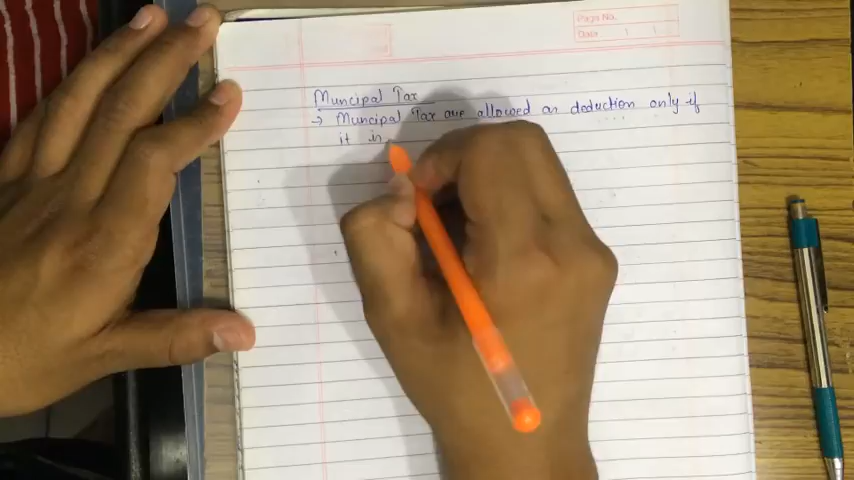 Page No.
Date
Muncipal Tax
→ Muncipal Tax are allowed as deduction only if
it is